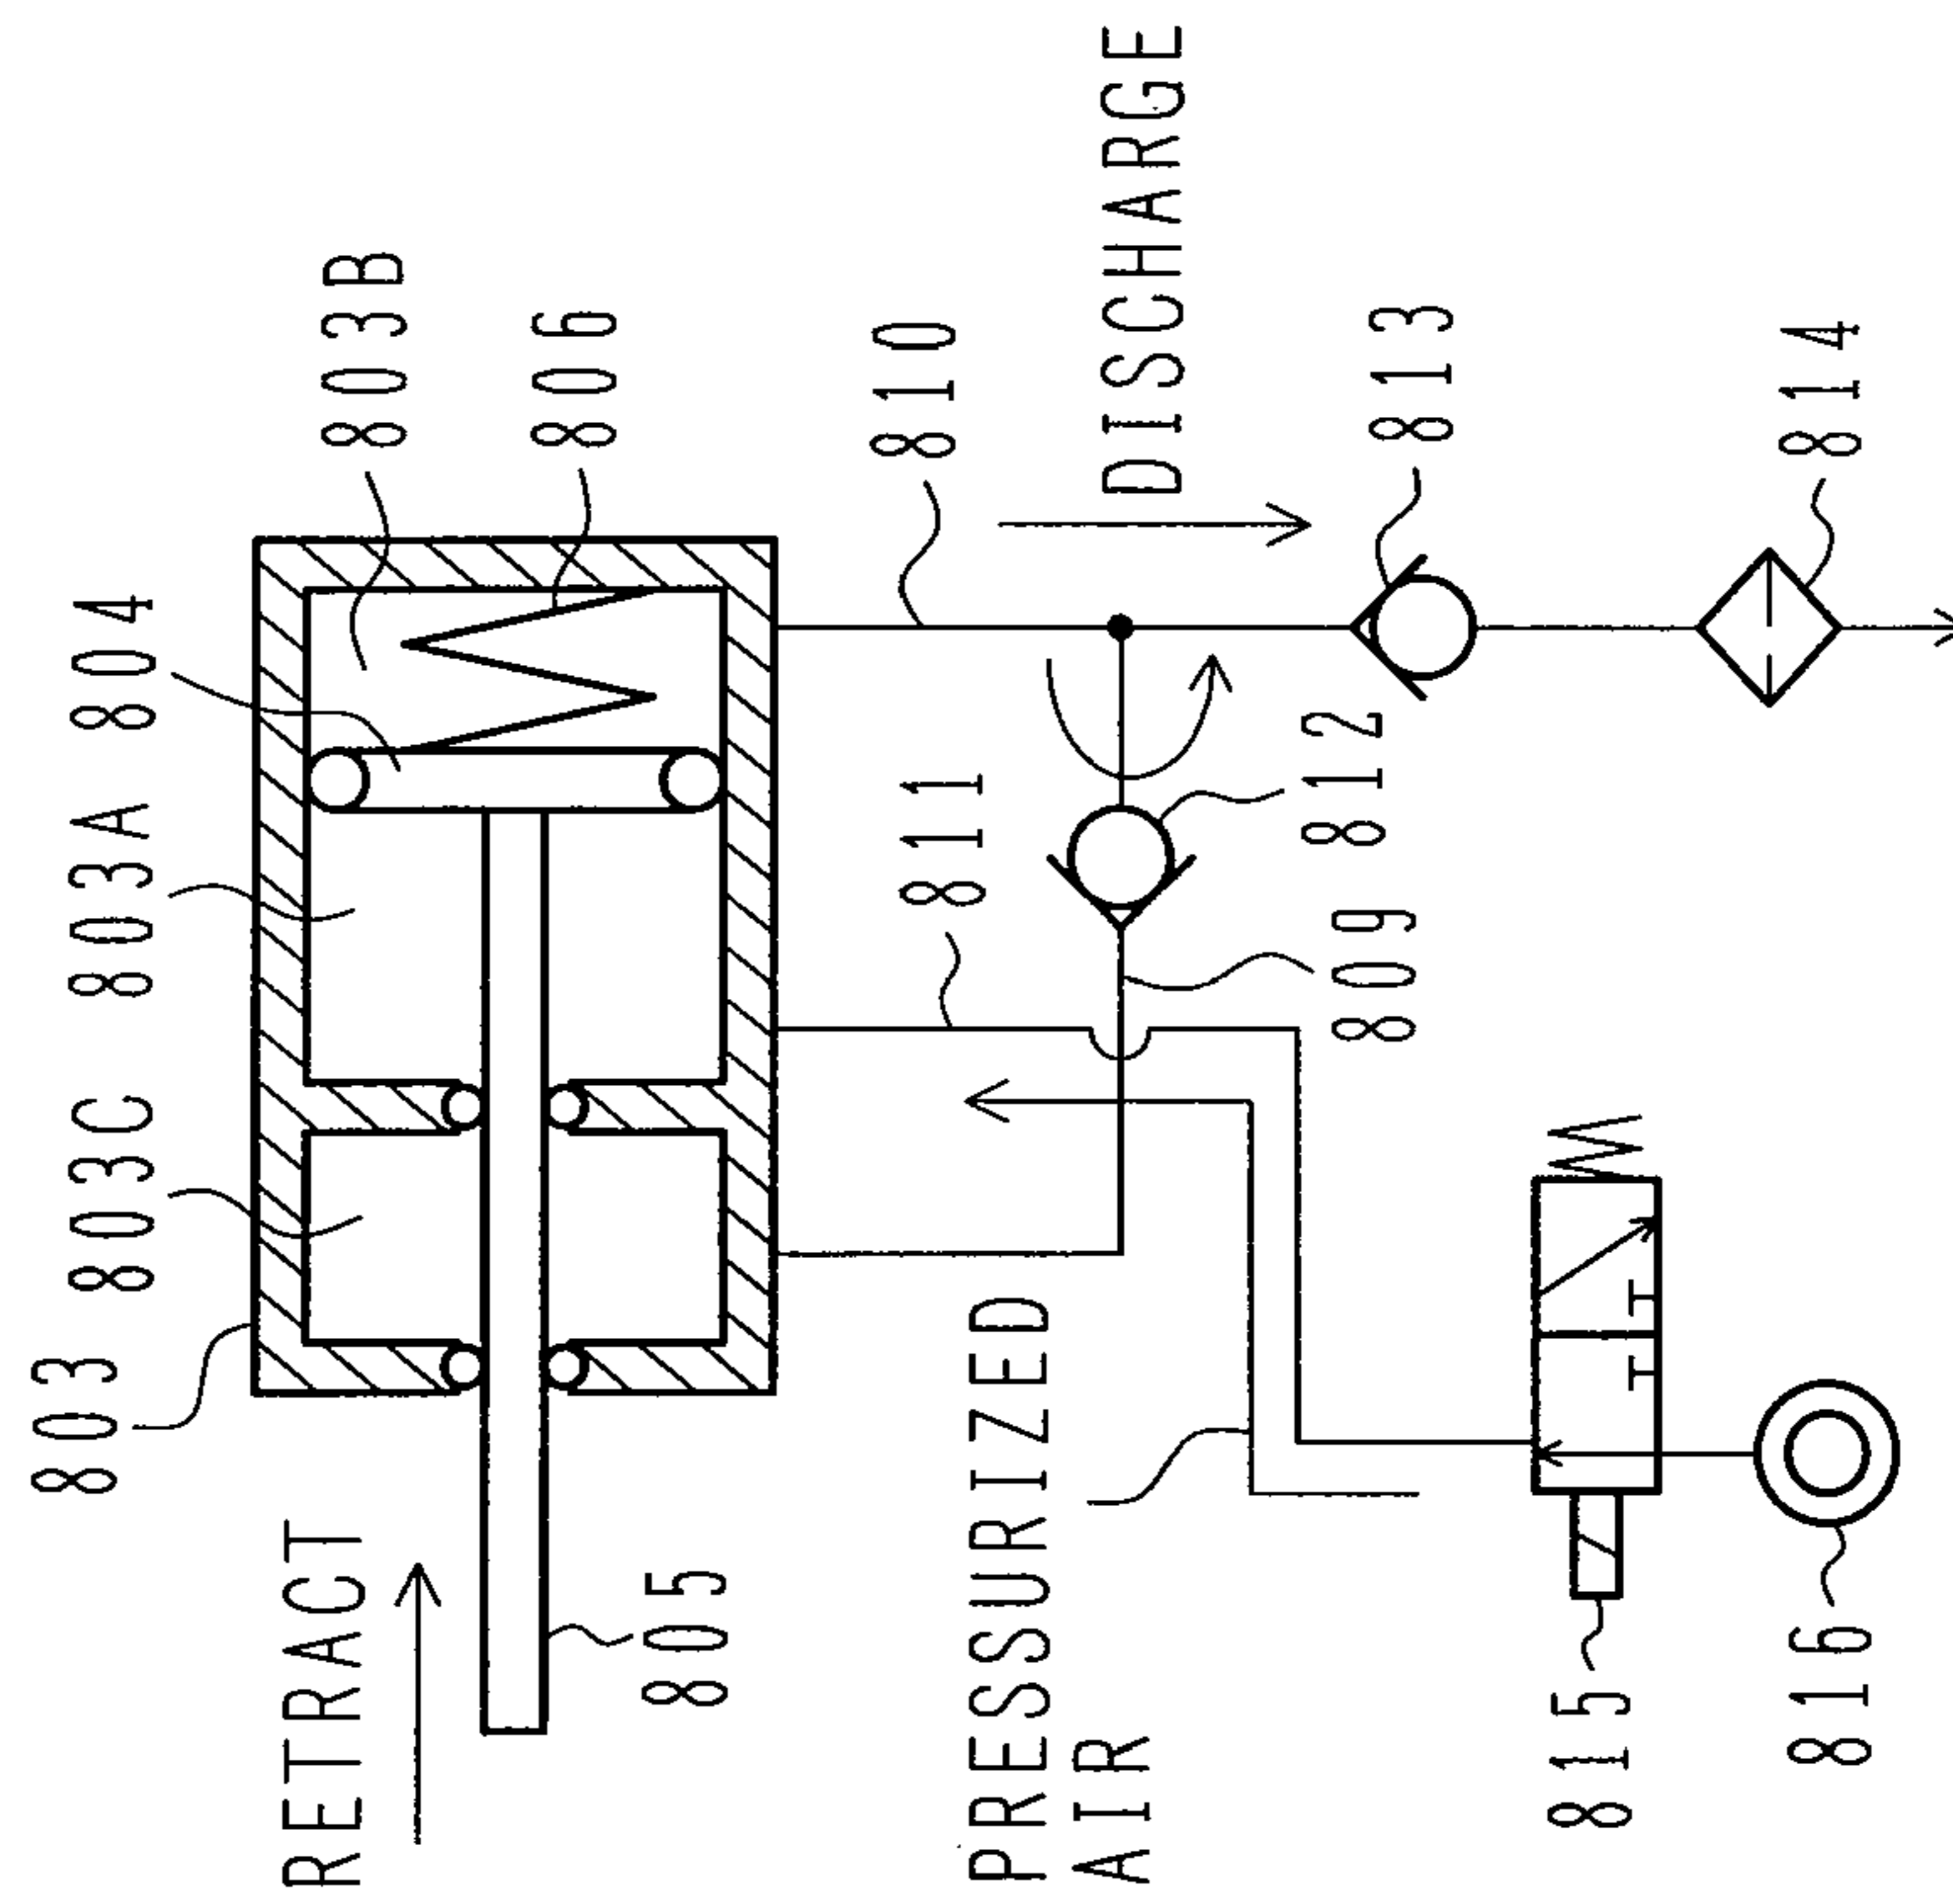 RETRACT
803
803C
803A
804
803B
806
805
810
811
PRESSURIZED
AIR
DISCHARGE
812
809
813
815
816
814